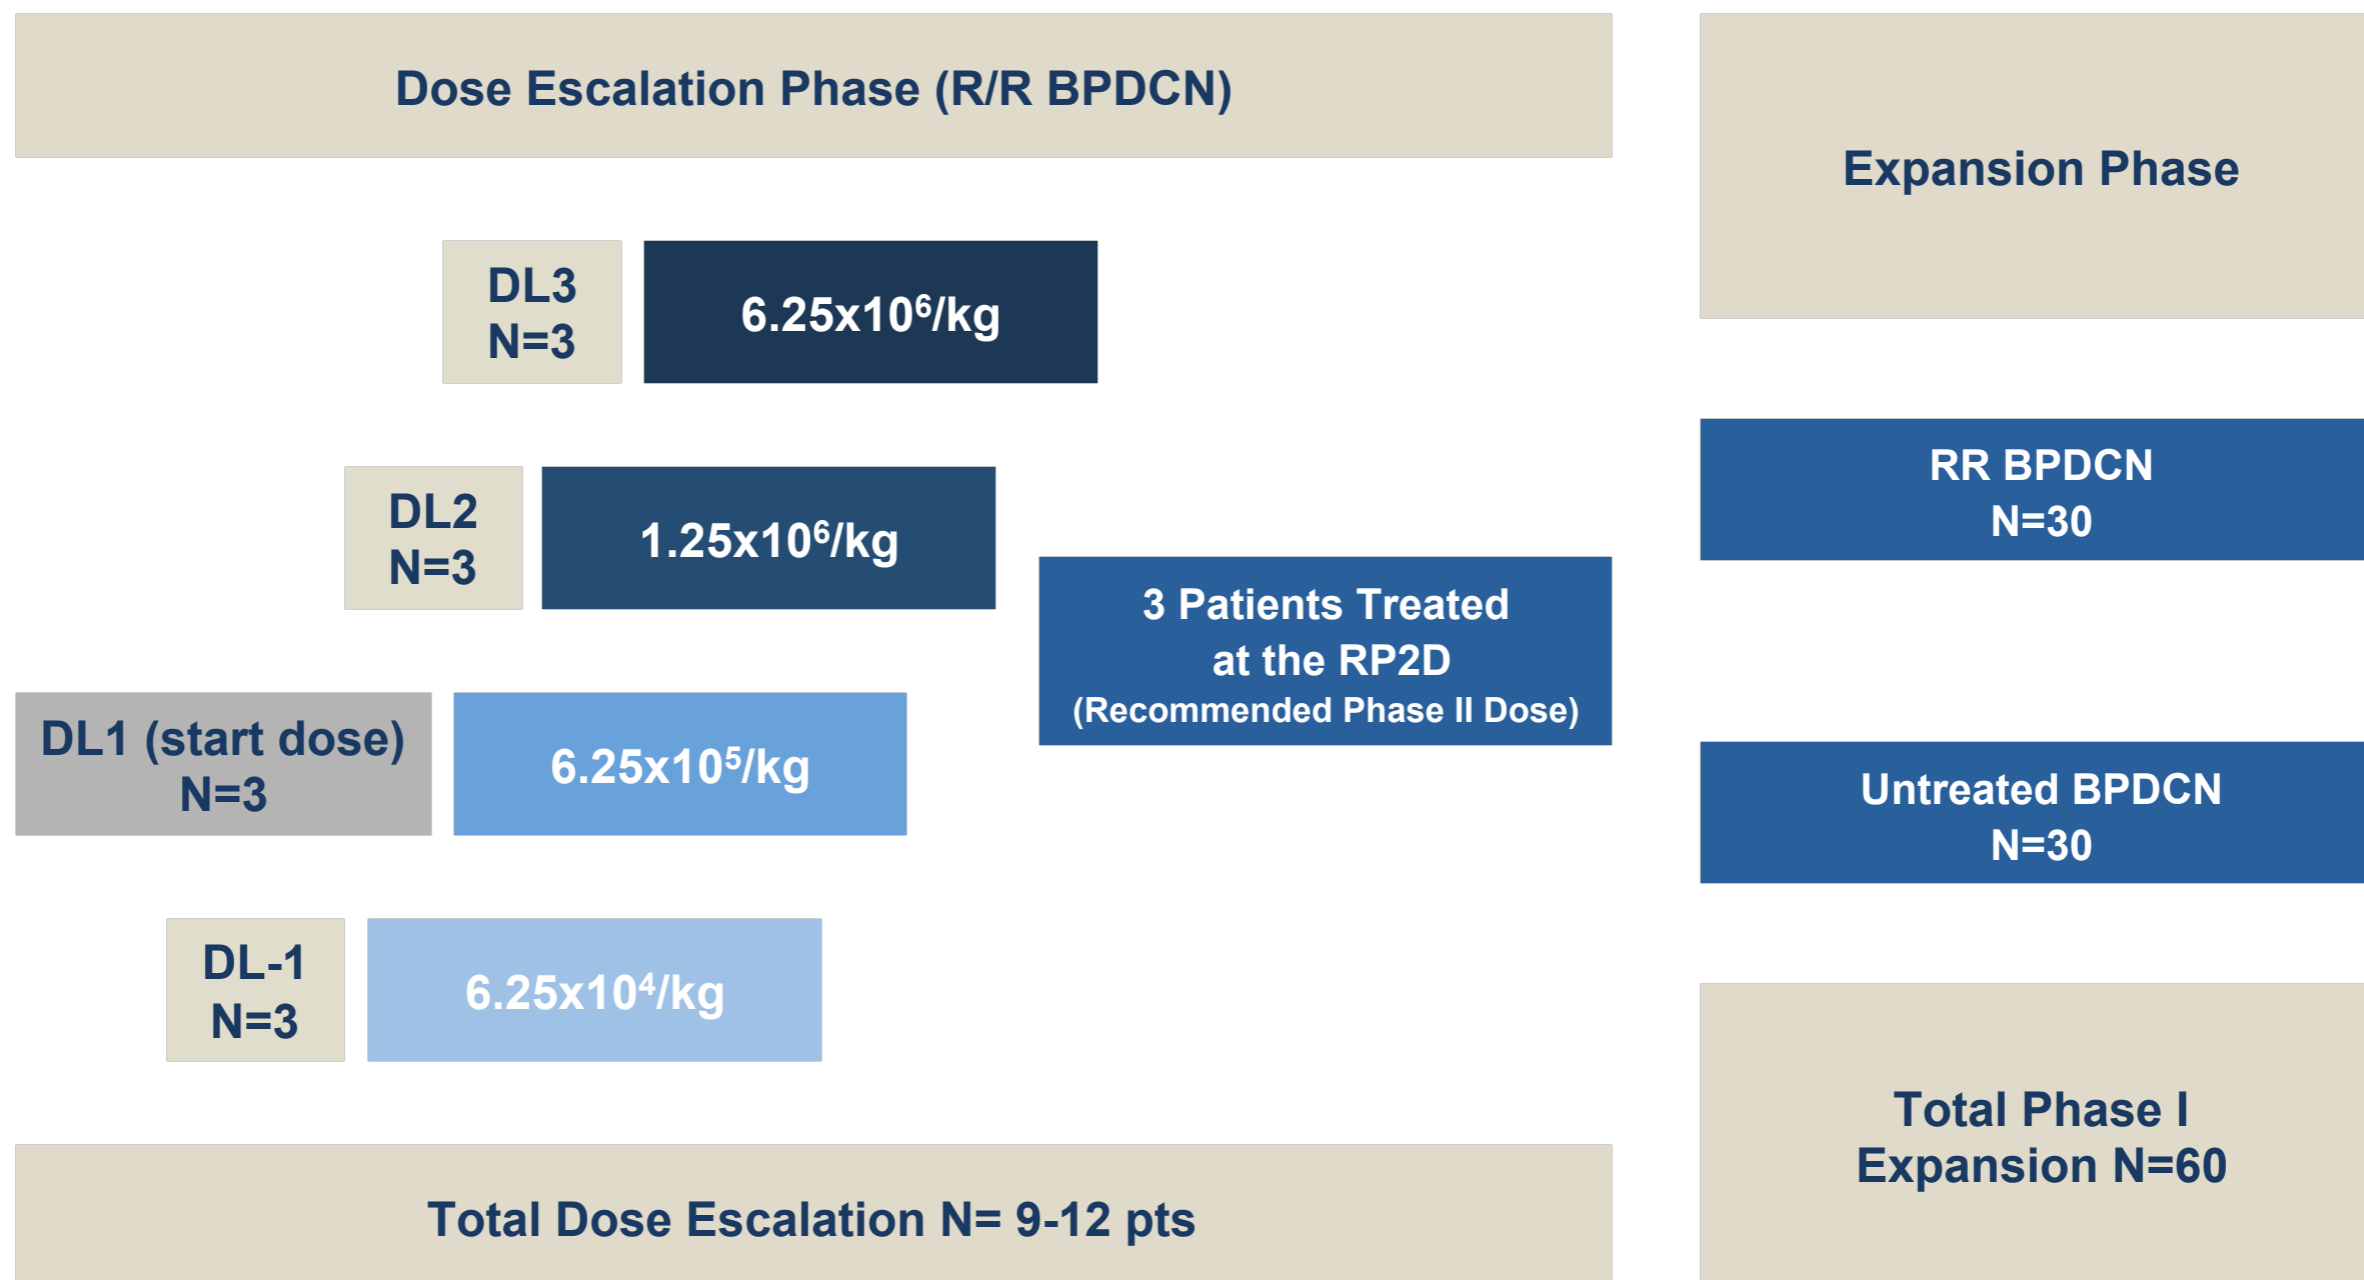 Dose Escalation Phase (R/R BPDCN)
DL3
N=3
6.25x10⁶/kg
DL2
N=3
1.25x10⁶/kg
3 Patients Treated
at the RP2D
(Recommended Phase II Dose)
DL1 (start dose)
N=3
6.25x10⁵/kg
DL-1
N=3
6.25x10⁴/kg
Total Dose Escalation N= 9-12 pts
Expansion Phase
RR BPDCN
N=30
Untreated BPDCN
N=30
Total Phase I
Expansion N=60